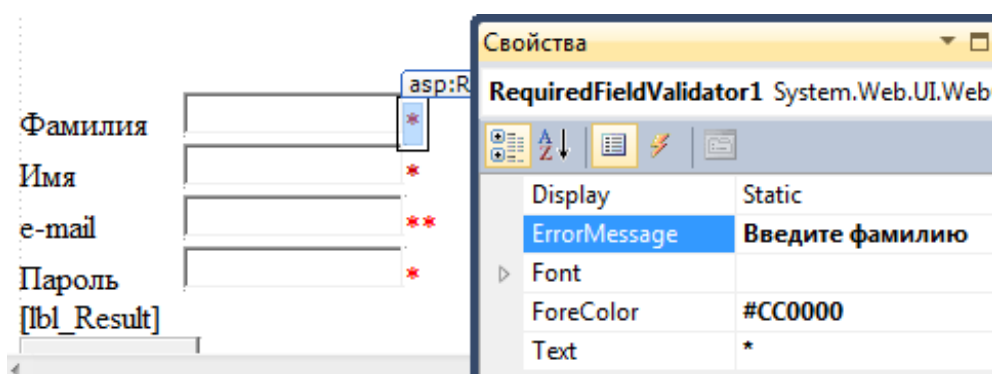 Свойства
asp:R
RequiredFieldValidator1 System.Web.UI.Web
Фамилия *
Имя *
e-mail **
Пароль *
[lbl_Result]
Display Static
ErrorMessage Введите фамилию
Font
ForeColor #CC0000
Text *